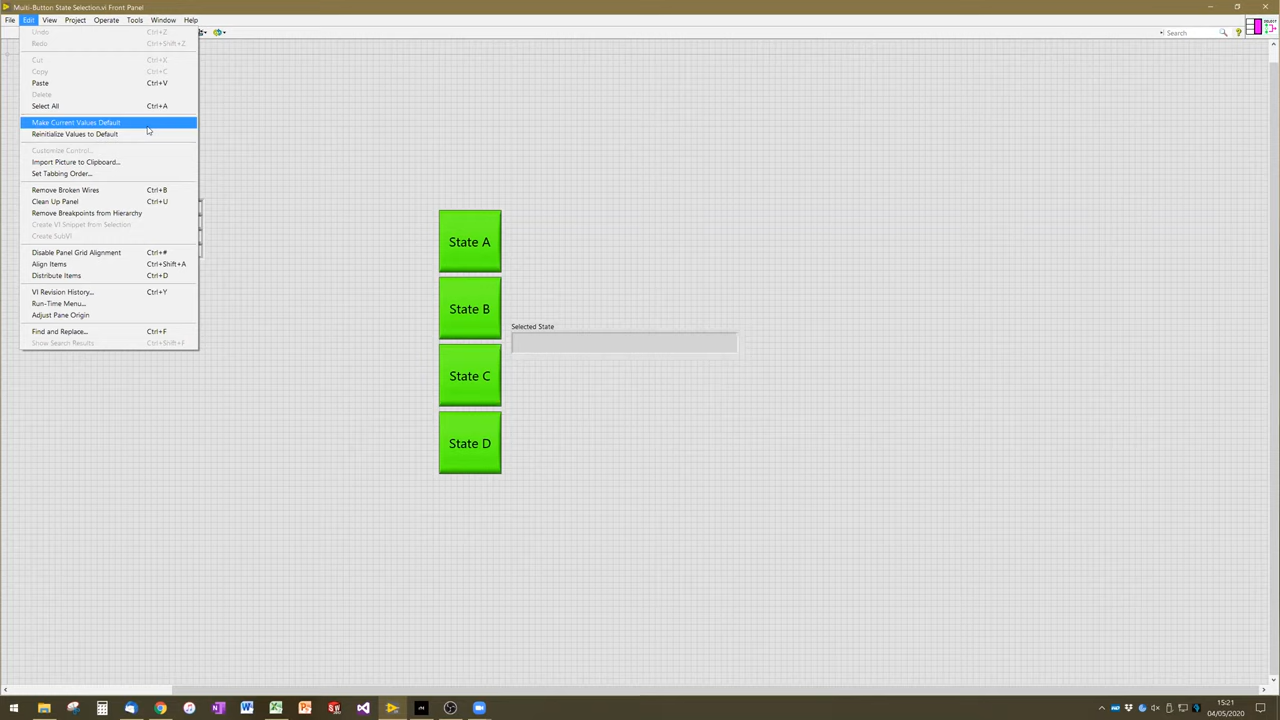 Multi-Button State Selection.vi Front Panel
File Edit View Project Operate Tools Window Help
Search
SELECT
Undo Ctrl+Z
Redo Ctrl+Shift+Z
Cut Ctrl+X
Copy Ctrl+C
Paste Ctrl+V
Delete
Select All Ctrl+A
Make Current Values Default
Reinitialize Values to Default
Customize Control...
Import Picture to Clipboard...
Set Tabbing Order...
Remove Broken Wires Ctrl+B
Clean Up Panel Ctrl+U
Remove Breakpoints from Hierarchy
Create VI Snippet from Selection
Create SubVI
Disable Panel Grid Alignment Ctrl+#
Align Items Ctrl+Shift+A
Distribute Items Ctrl+D
VI Revision History... Ctrl+Y
Run-Time Menu...
Adjust Pane Origin
Find and Replace... Ctrl+F
Show Search Results Ctrl+Shift+F
State A
State B
Selected State
State C
State D
15:21
04/05/2020